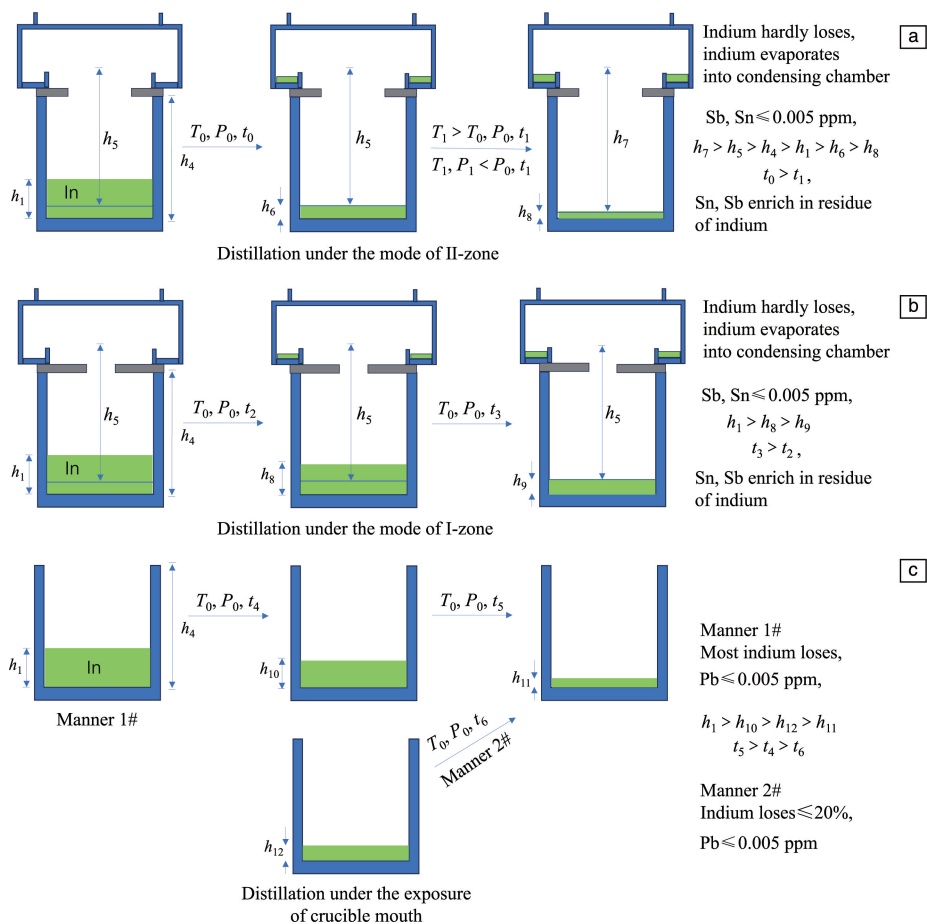 a
Indium hardly loses,
indium evaporates
into condensing chamber
Sb, Sn≤0.005 ppm,
h₇ > h₅ > h₄ > h₁ > h₆ > h₈
t₀ > t₁ ,
Sn, Sb enrich in residue
of indium
h₁
In
h₅
T₀, P₀, t₀
h₄
h₆
h₅
T₁ > T₀, P₀, t₁
T₁, P₁ < P₀, t₁
h₈
h₇
Distillation under the mode of II-zone
b
Indium hardly loses,
indium evaporates
into condensing chamber
Sb, Sn≤0.005 ppm,
h₁ > h₈ > h₉
t₃ > t₂ ,
Sn, Sb enrich in residue
of indium
h₁
In
h₅
T₀, P₀, t₂
h₄
h₈
h₅
T₀, P₀, t₃
h₉
h₅
Distillation under the mode of I-zone
c
h₁
In
T₀, P₀, t₄
h₄
h₁₀
T₀, P₀, t₅
h₁₁
Manner 1#
T₀, P₀, t₆
Manner 2#
h₁₂
Manner 1#
Most indium loses,
Pb≤0.005 ppm,
h₁ > h₁₀ > h₁₂ > h₁₁
t₅ > t₄ > t₆
Manner 2#
Indium loses≤20%,
Pb≤0.005 ppm
Distillation under the exposure
of crucible mouth